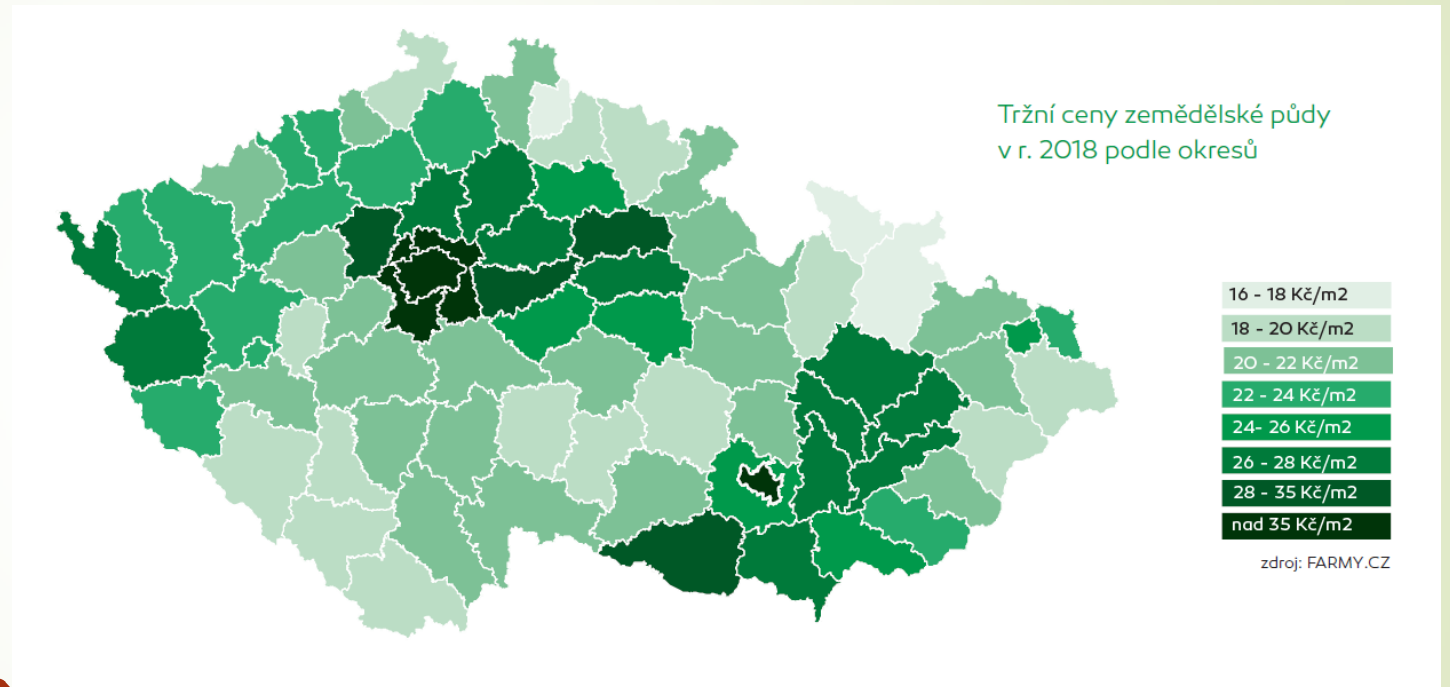 Tržní ceny zemědělské půdy
v r. 2018 podle okresů
16 - 18 Kč/m2
18 - 20 Kč/m2
20 - 22 Kč/m2
22 - 24 Kč/m2
24- 26 Kč/m2
26 - 28 Kč/m2
28 - 35 Kč/m2
nad 35 Kč/m2
zdroj: FARMY.CZ